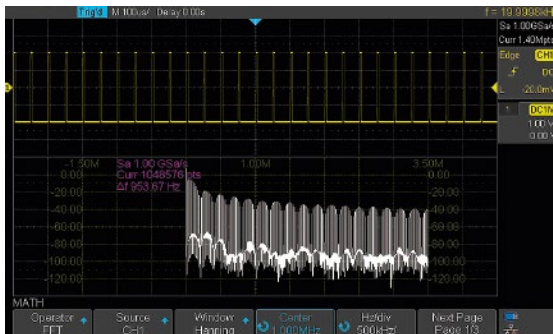 Trig'd M 100us/ Delay:0.00s f = 19.9998kHz
Sa 1.00GSa/s
Curr 1.40Mpts
Edge CH1
DC
L -20.0mV
1 DC1M
1.00 V
0.00 V
-1.50M 1.00M 3.50M
Sa 1.00 GSa/s
Curr 1048576 pts
Δf 953.67 Hz
0.00 0.00
-20.00 -20.00
-40.00 -40.00
-60.00 -60.00
-80.00 -80.00
-100.00 -100.00
-120.00 -120.00
MATH
Operator Source Window Center Hz/div Next Page
FFT CH1 Hanning 1.000MHz 500kHz/ Page 1/3